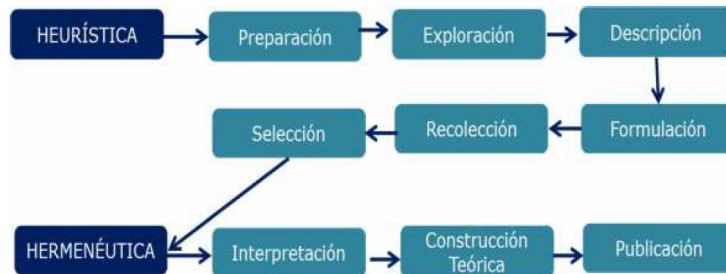 HEURÍSTICA
Preparación
Exploración
Descripción
Formulación
Recolección
Selección
HERMENÉUTICA
Interpretación
Construcción
Teórica
Publicación